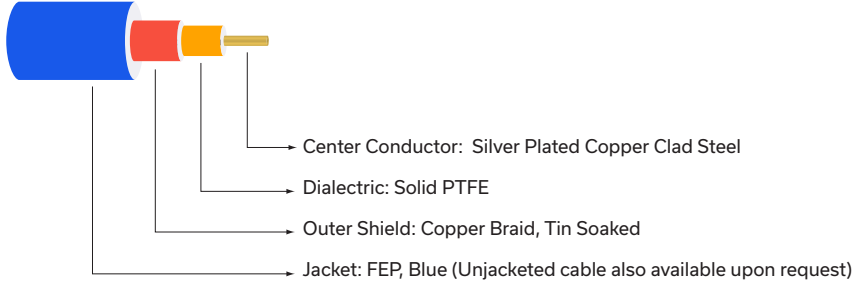 Center Conductor: Silver Plated Copper Clad Steel
Dialectric: Solid PTFE
Outer Shield: Copper Braid, Tin Soaked
Jacket: FEP, Blue (Unjacketed cable also available upon request)